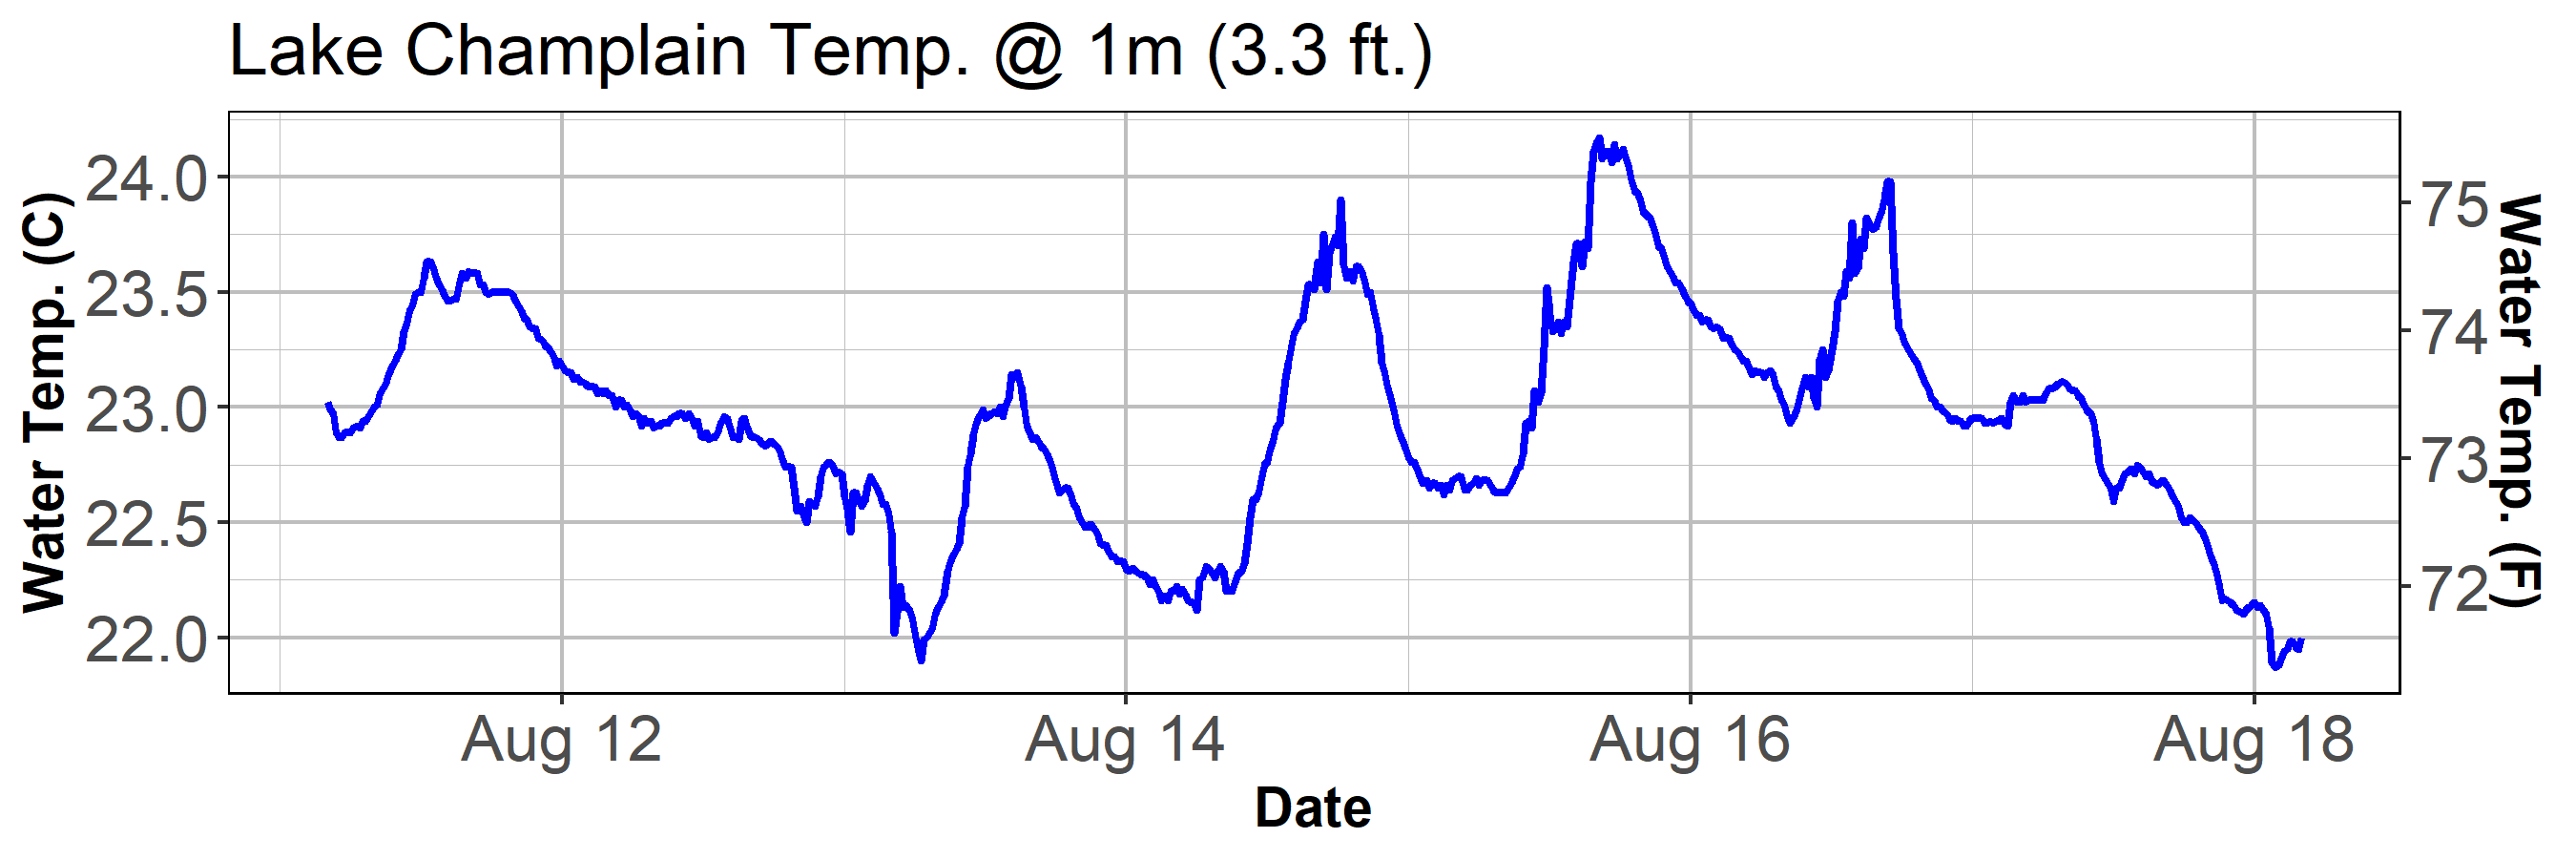 Lake Champlain Temp. @ 1m (3.3 ft.)
Water Temp. (C)
24.0
23.5
23.0
22.5
22.0
75
74
73
72
Water Temp. (F)
Aug 12
Aug 14
Aug 16
Aug 18
Date